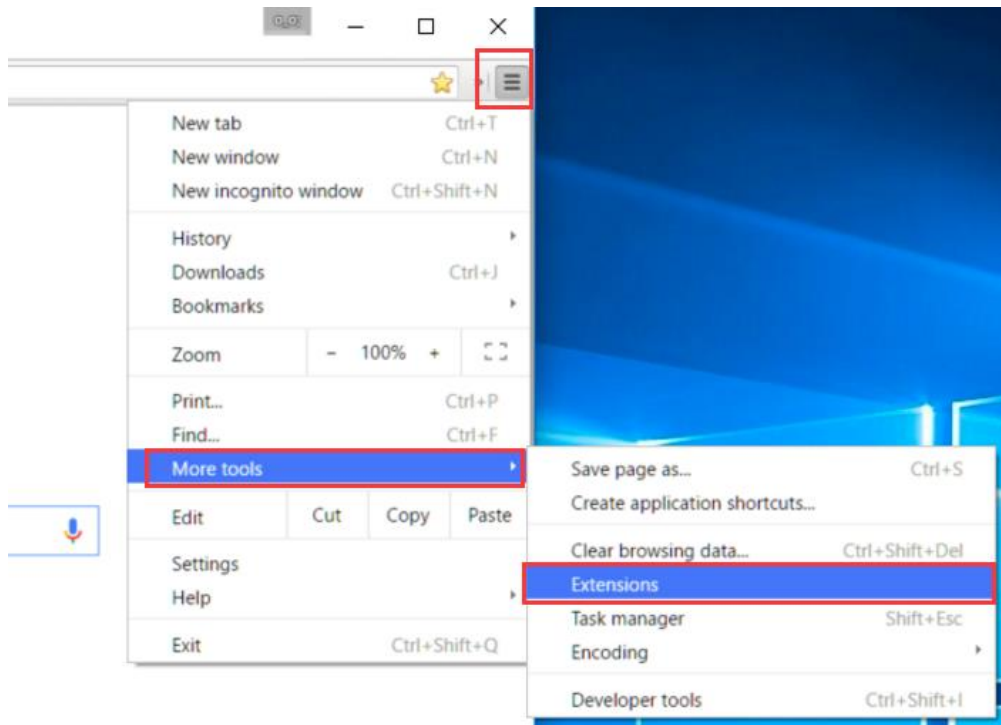 New tab Ctrl+T
New window Ctrl+N
New incognito window Ctrl+Shift+N
History
Downloads Ctrl+J
Bookmarks
Zoom - 100% +
Print... Ctrl+P
Find... Ctrl+F
More tools
Edit Cut Copy Paste
Settings
Help
Exit Ctrl+Shift+Q
Save page as... Ctrl+S
Create application shortcuts...
Clear browsing data... Ctrl+Shift+Del
Extensions
Task manager Shift+Esc
Encoding
Developer tools Ctrl+Shift+I